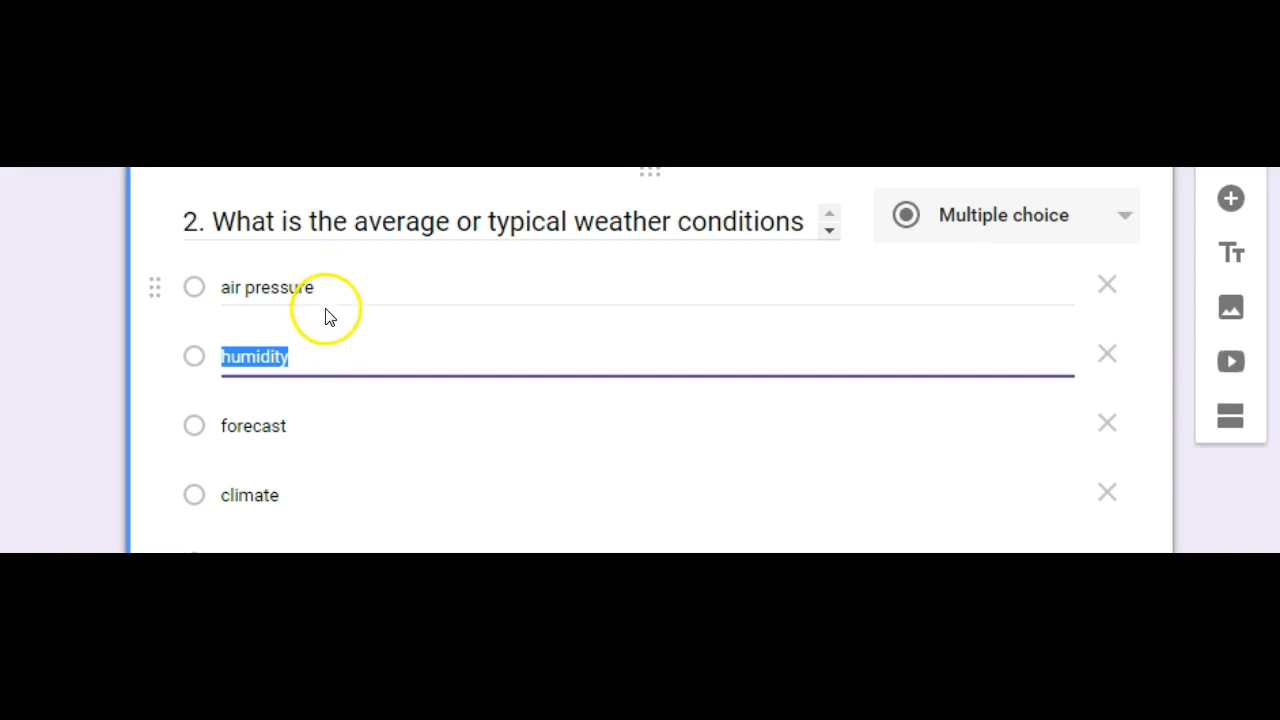 2. What is the average or typical weather conditions
Multiple choice
air pressure
humidity
forecast
climate